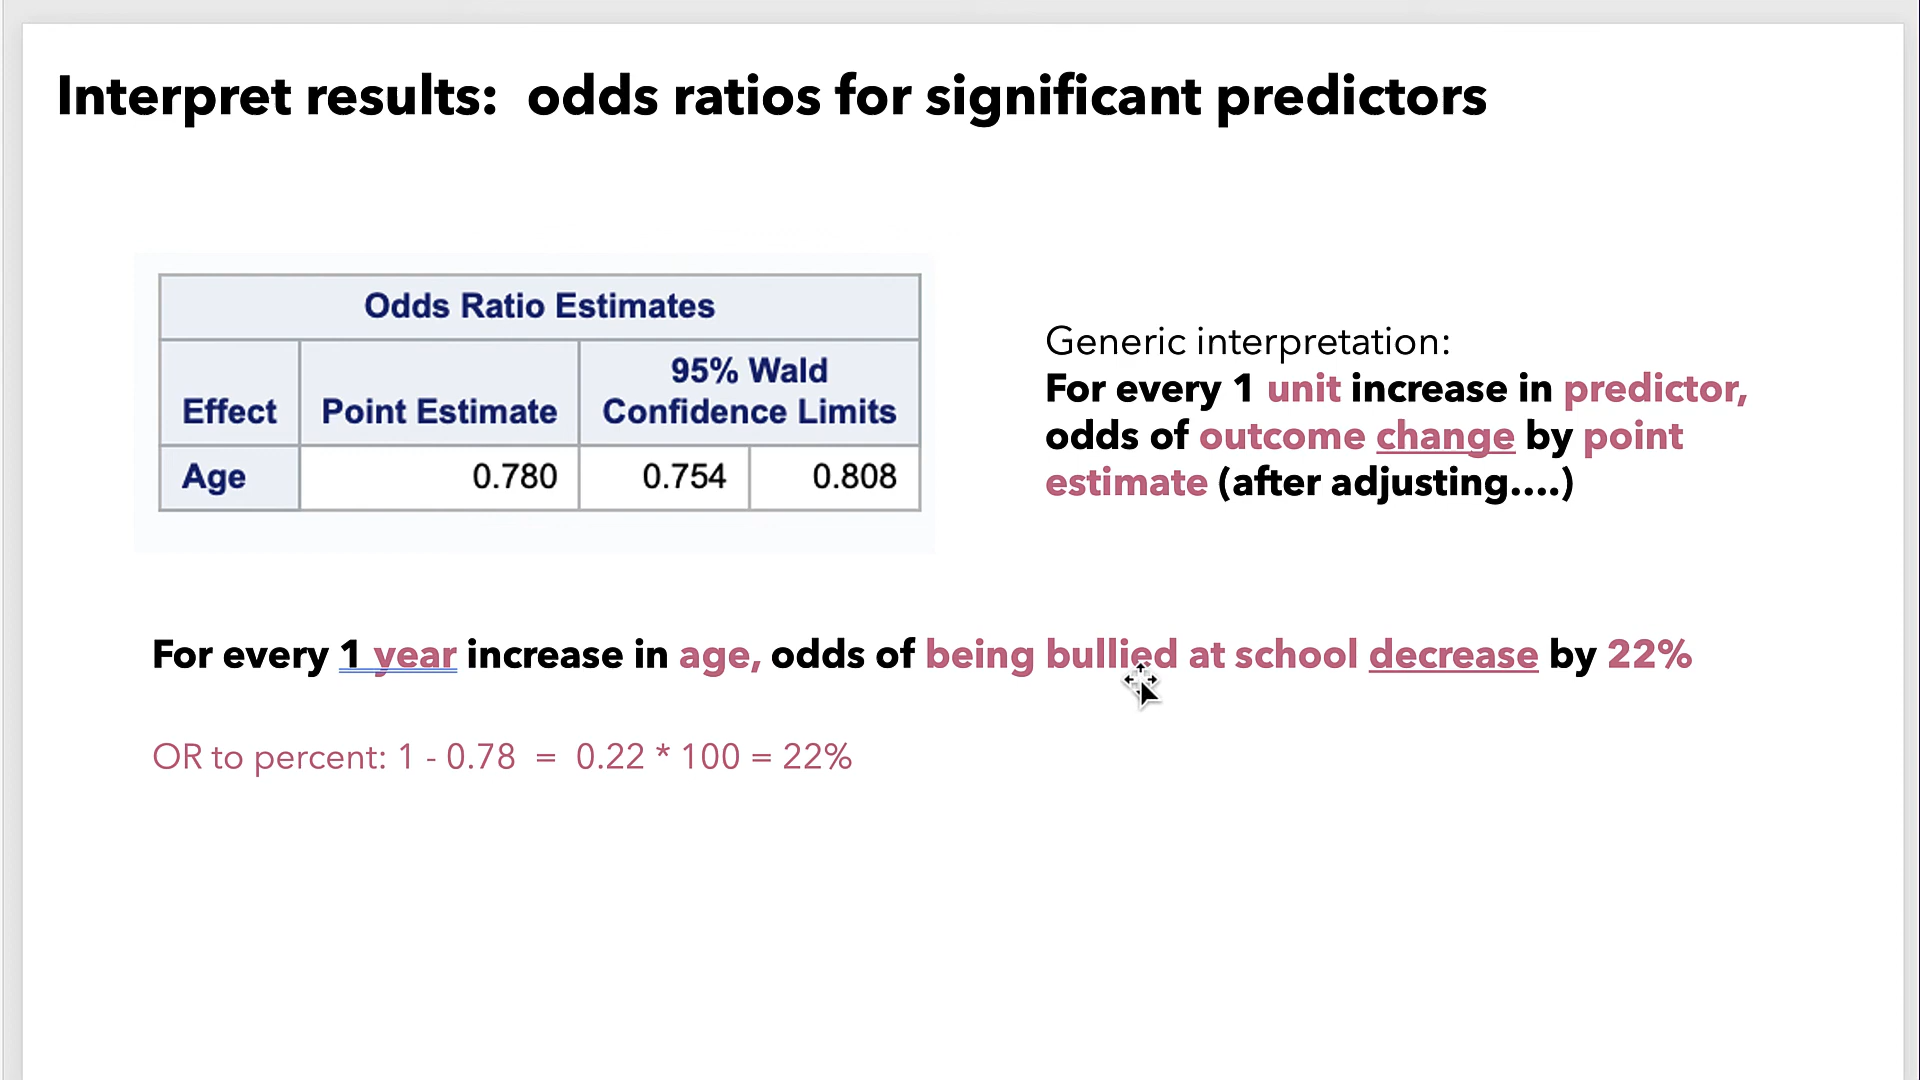 Interpret results:  odds ratios for significant predictors
Odds Ratio Estimates
Effect Point Estimate 95% Wald Confidence Limits
Age 0.780 0.754 0.808
Generic interpretation:
For every 1 unit increase in predictor,
odds of outcome change by point
estimate (after adjusting....)
For every 1 year increase in age, odds of being bullied at school decrease by 22%
OR to percent: 1 - 0.78  =  0.22 * 100 = 22%